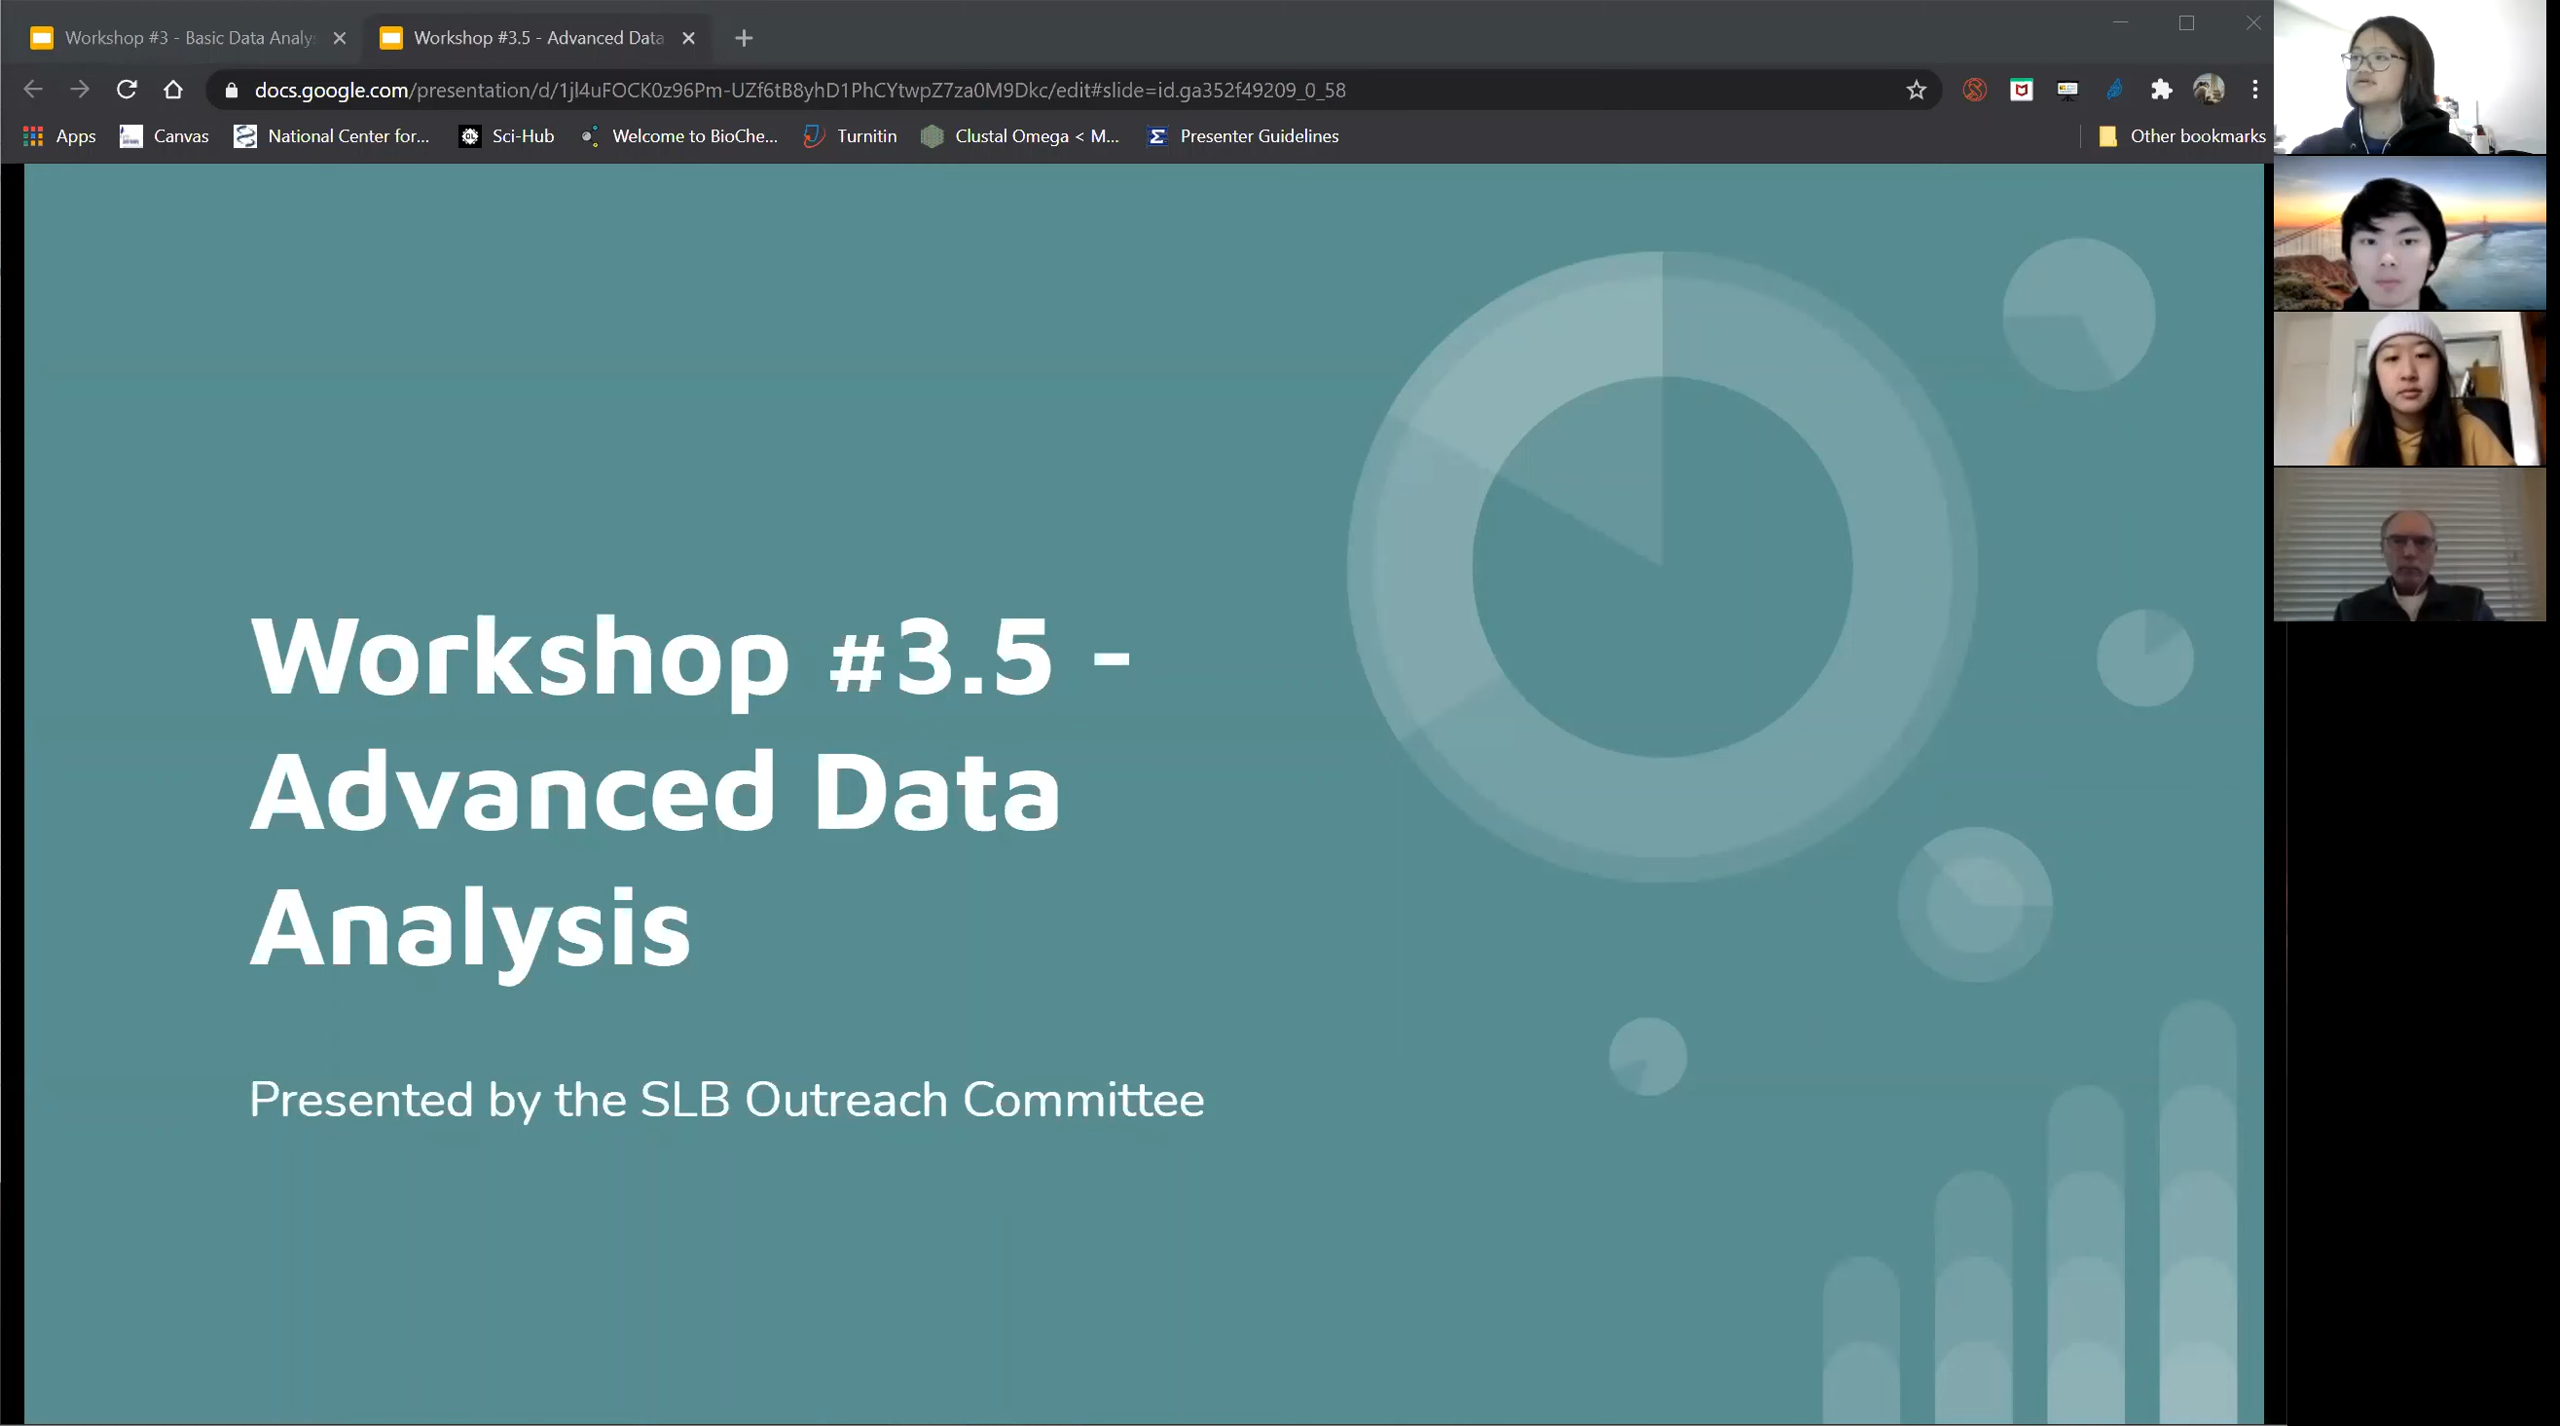 Workshop #3 - Basic Data Analys
Workshop #3.5 - Advanced Data
docs.google.com/presentation/d/1jl4uFOCK0z96Pm-UZf6tB8yhD1PhCYtwpZ7za0M9Dkc/edit#slide=id.ga352f49209_0_58
Apps Canvas National Center for... Sci-Hub Welcome to BioChe... Turnitin Clustal Omega < M... Presenter Guidelines Other bookmarks
Workshop #3.5 -
Advanced Data
Analysis
Presented by the SLB Outreach Committee